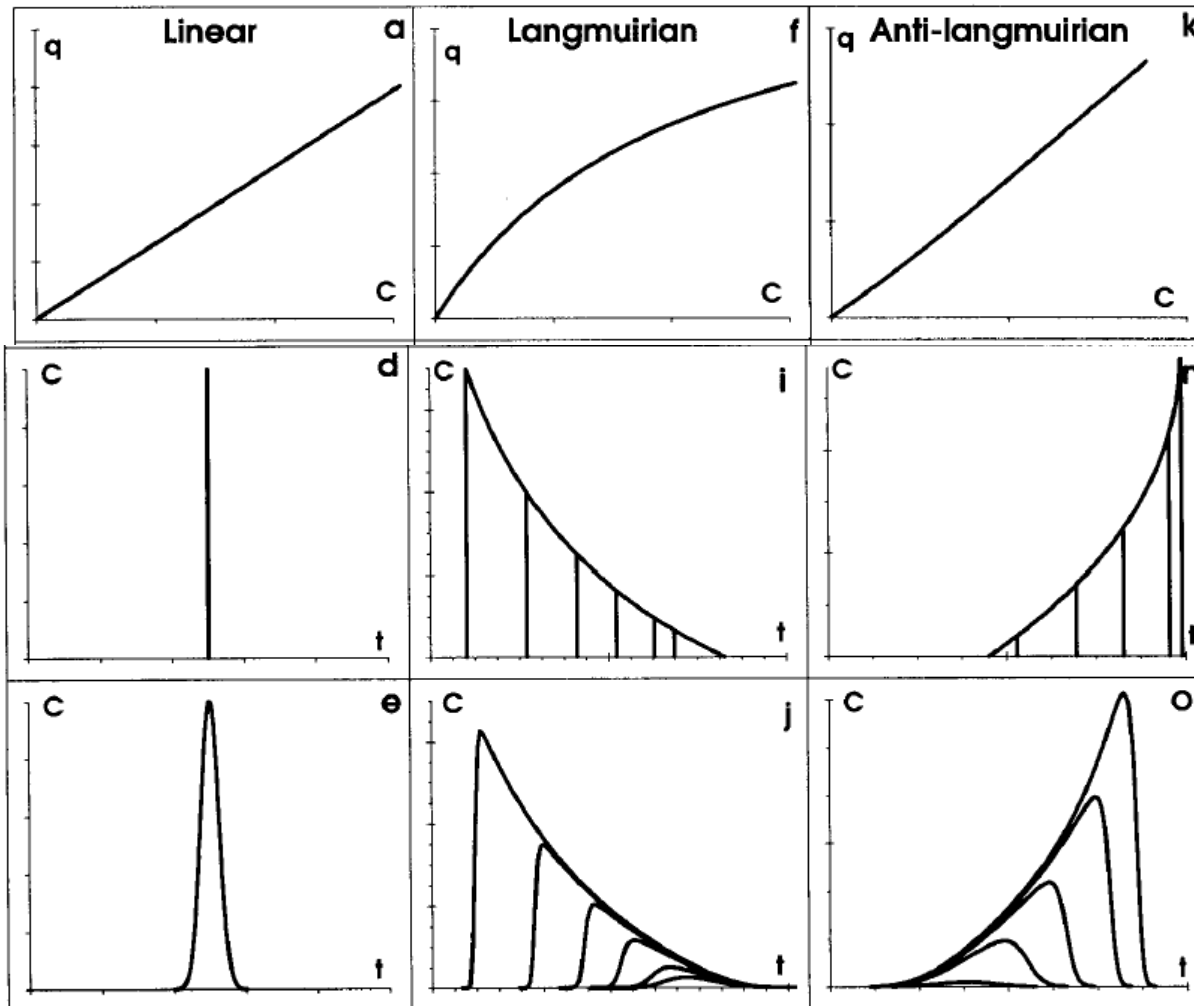 Linear a
q
C
Langmuirian f
q
C
Anti-langmuirian k
q
C
C d
t
C i
t
C
t
C e
t
C j
t
C o
t